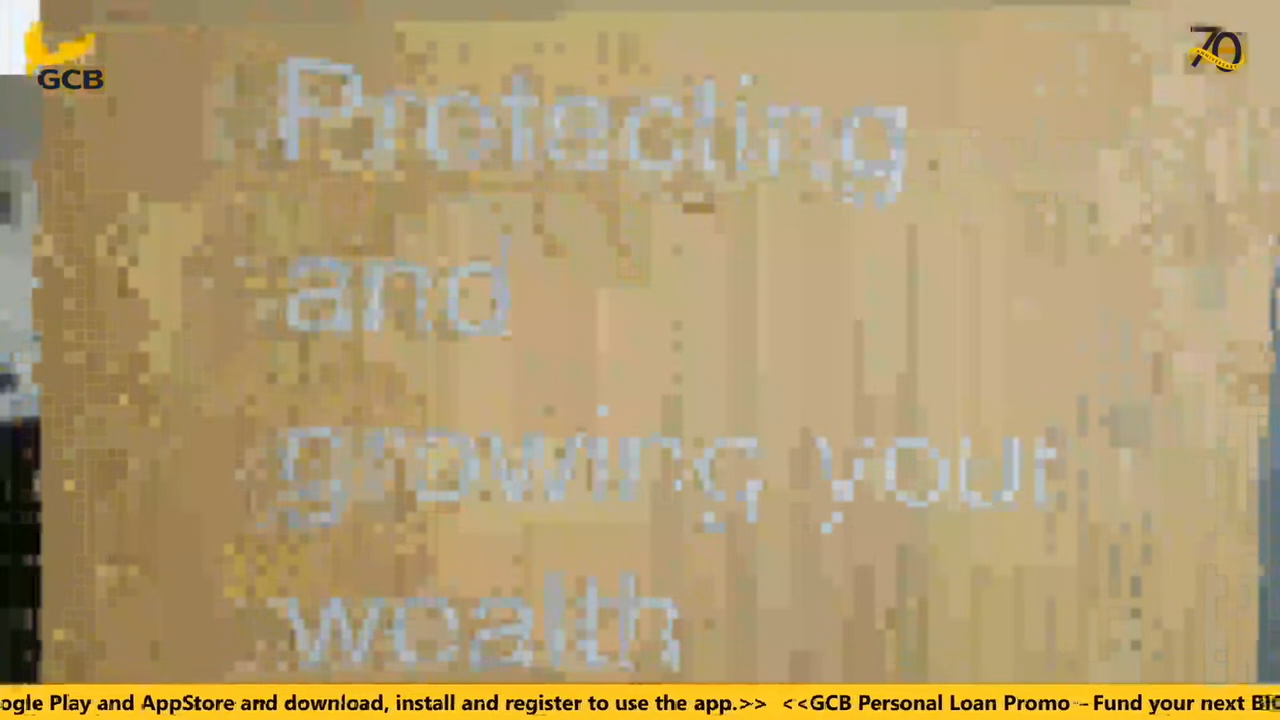 GCB
70
ANNIVERSARY
Protecting
and
growing your
wealth
ogle Play and AppStore and download, install and register to use the app.>> <<GCB Personal Loan Promo - Fund your next